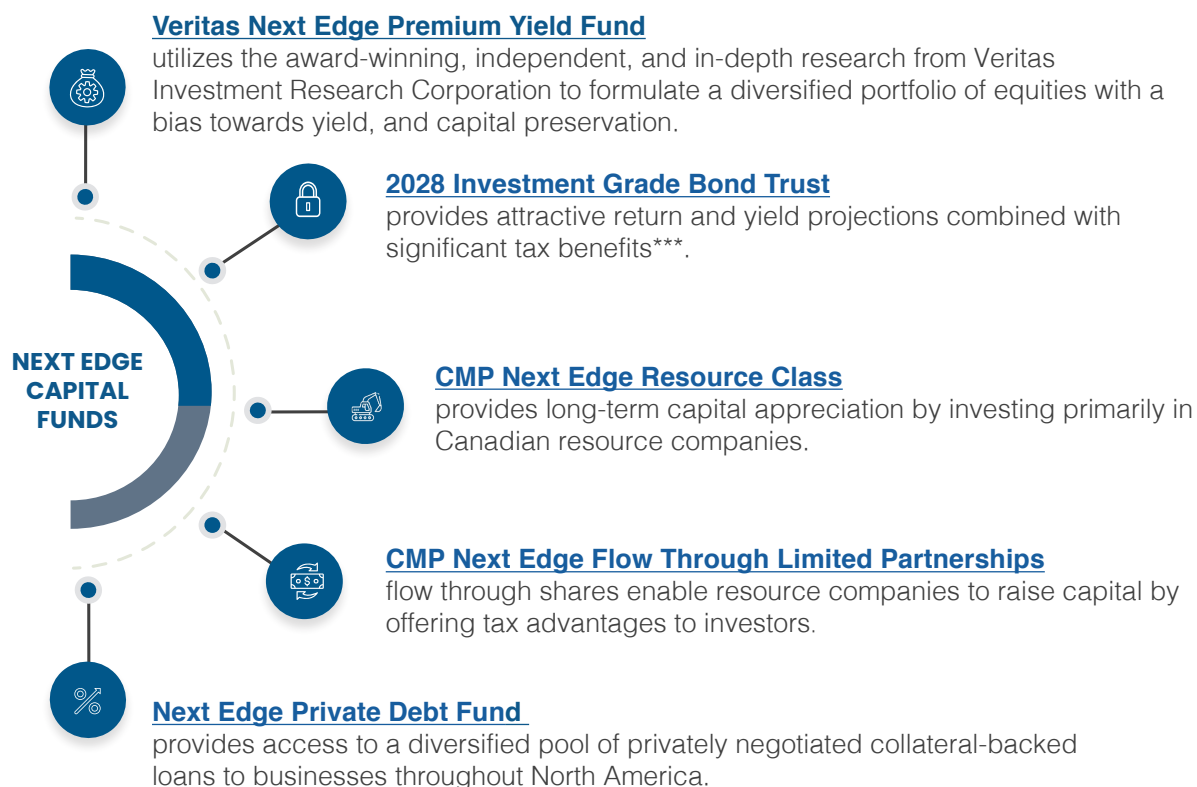 Veritas Next Edge Premium Yield Fund
utilizes the award-winning, independent, and in-depth research from Veritas
Investment Research Corporation to formulate a diversified portfolio of equities with a
bias towards yield, and capital preservation.
2028 Investment Grade Bond Trust
provides attractive return and yield projections combined with
significant tax benefits***.
NEXT EDGE
CAPITAL
FUNDS
CMP Next Edge Resource Class
provides long-term capital appreciation by investing primarily in
Canadian resource companies.
CMP Next Edge Flow Through Limited Partnerships
flow through shares enable resource companies to raise capital by
offering tax advantages to investors.
Next Edge Private Debt Fund
provides access to a diversified pool of privately negotiated collateral-backed
loans to businesses throughout North America.